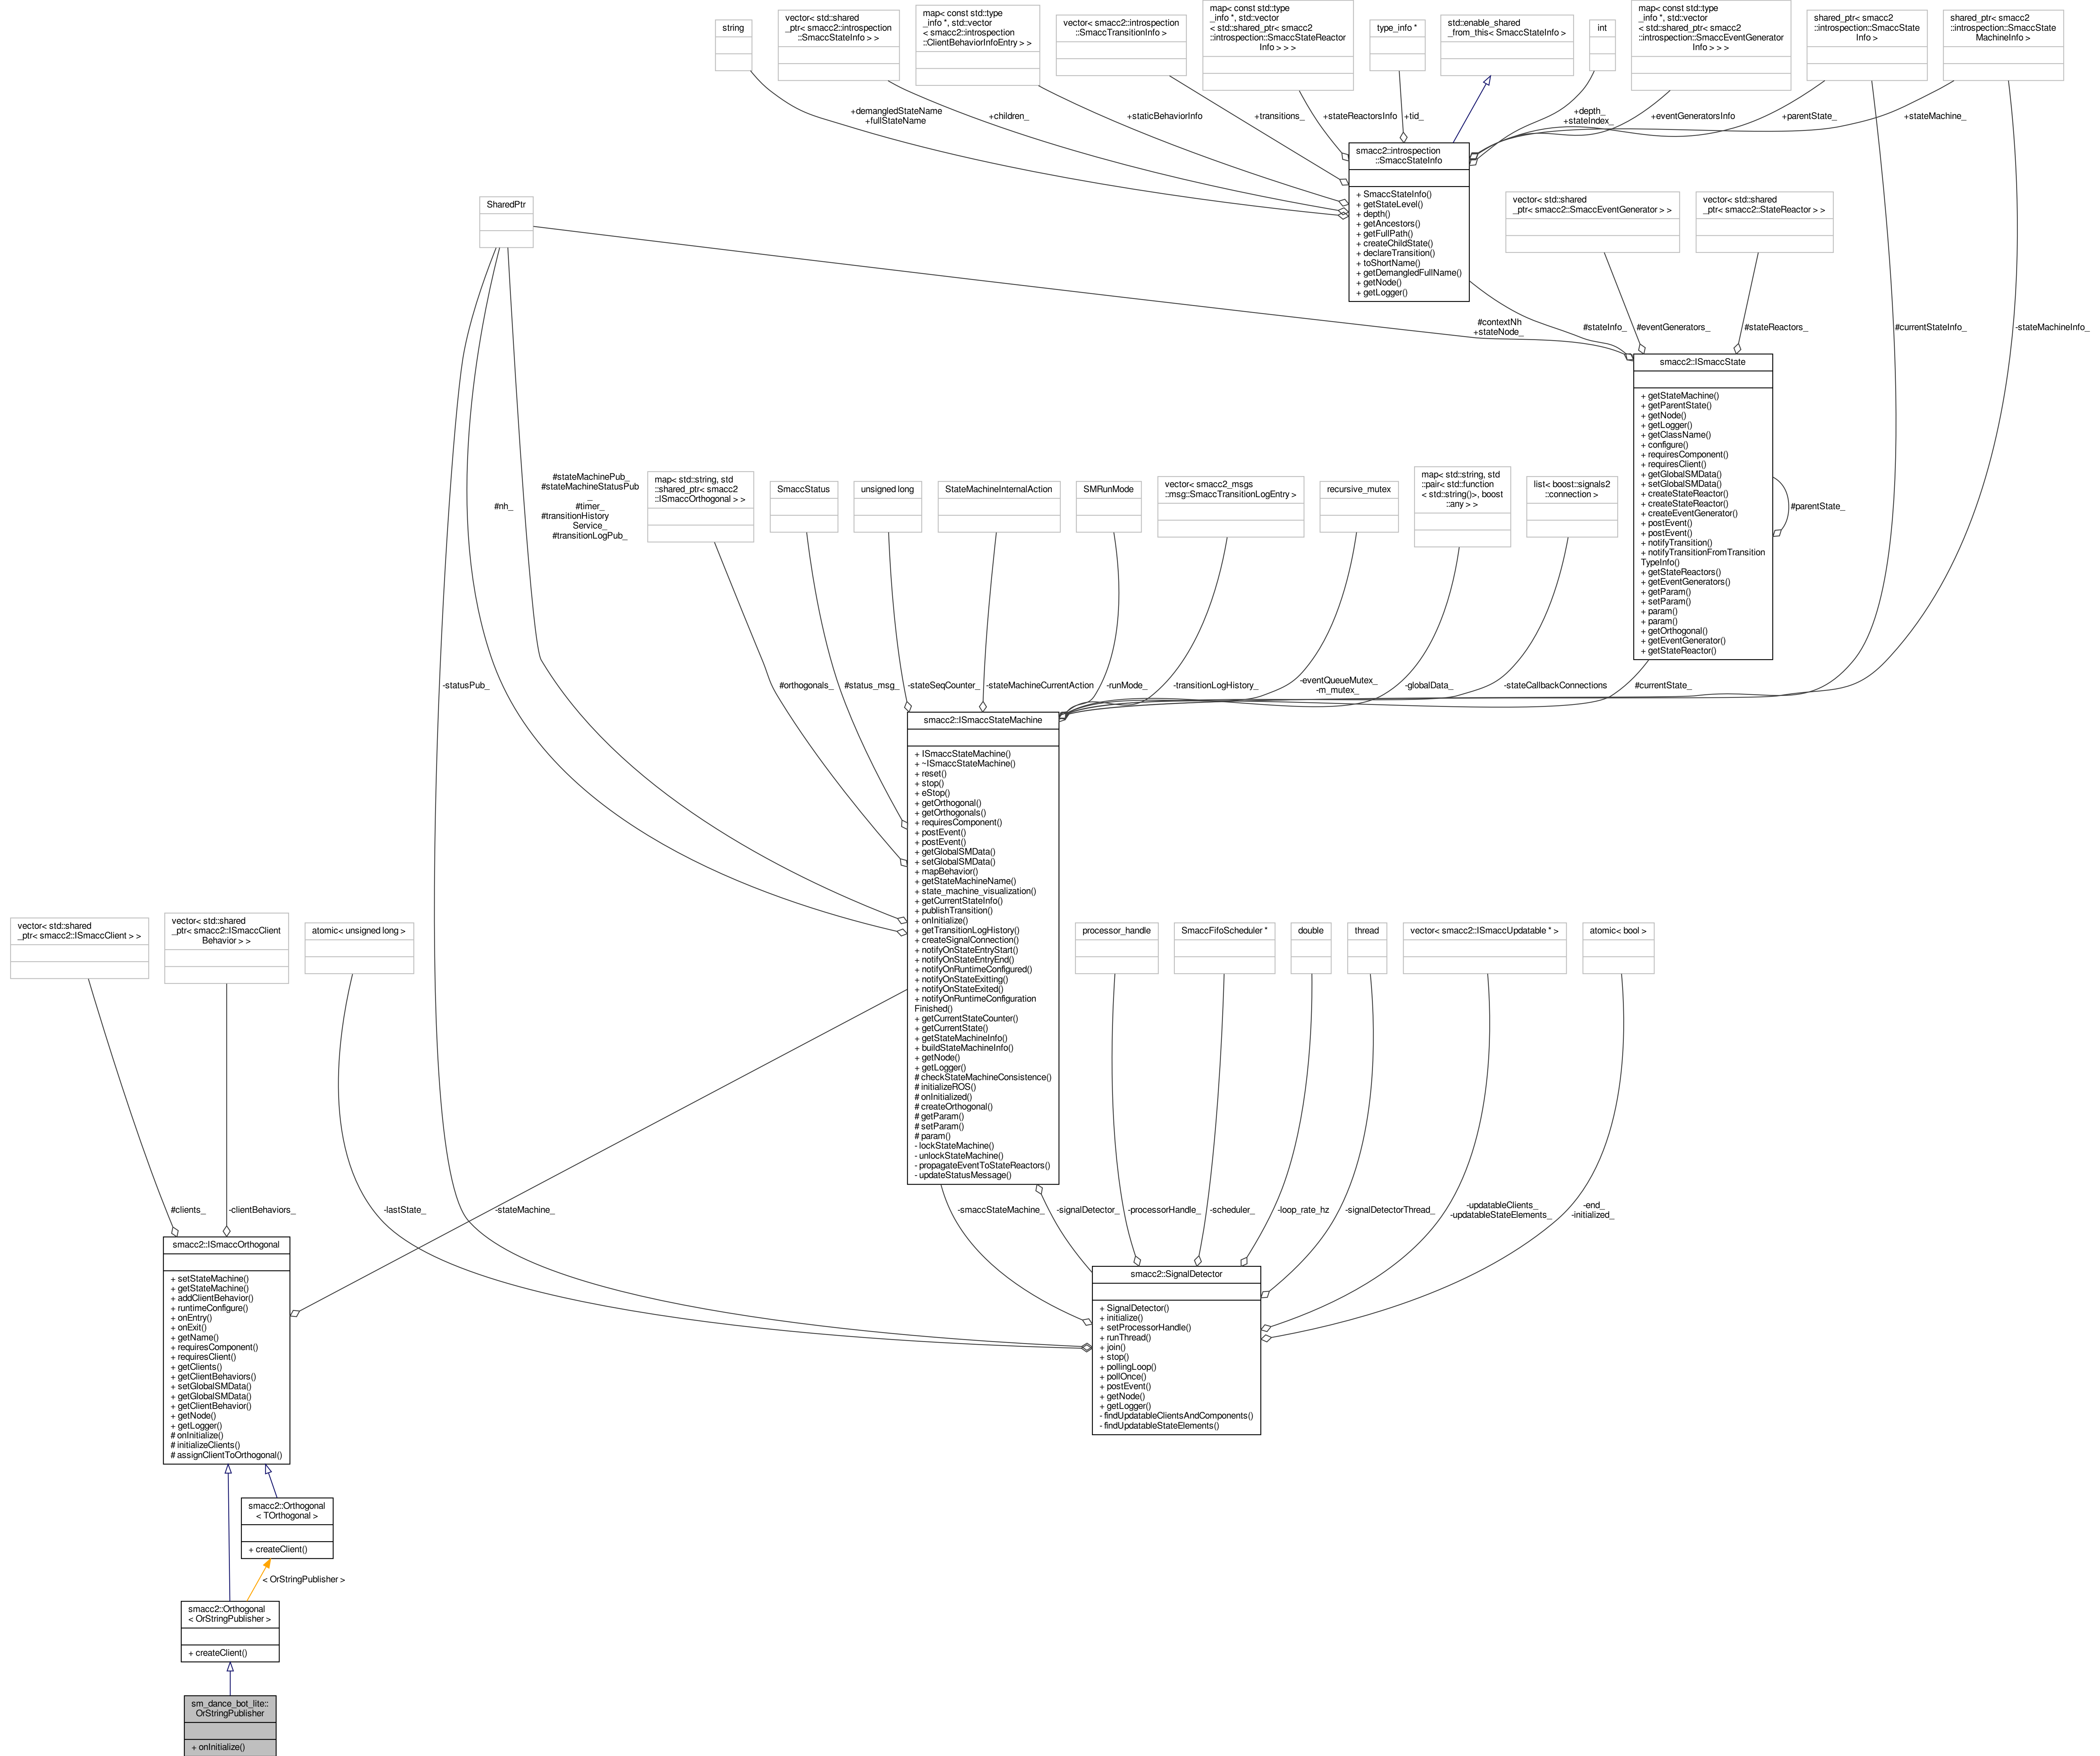 string
vector< std::shared
_ptr< smacc2::introspection
::SmaccStateInfo > >
map< const std::type
_info *, std::vector
< smacc2::introspection
::ClientBehaviorInfoEntry > >
vector< smacc2::introspection
::SmaccTransitionInfo >
map< const std::type
_info *, std::vector
< std::shared_ptr< smacc2
::introspection::SmaccStateReactor
Info > > >
type_info *
std::enable_shared
_from_this< SmaccStateInfo >
int
map< const std::type
_info *, std::vector
< std::shared_ptr< smacc2
::introspection::SmaccEventGenerator
Info > > >
shared_ptr< smacc2
::introspection::SmaccState
Info >
shared_ptr< smacc2
::introspection::SmaccState
MachineInfo >
+demangledStateName
+fullStateName
+children_
+staticBehaviorInfo
+transitions_
+stateReactorsInfo
+tid_
+depth_
+stateIndex_
+eventGeneratorsInfo
+parentState_
+stateMachine_
smacc2::introspection
::SmaccStateInfo
+ SmaccStateInfo()
+ getStateLevel()
+ depth()
+ getAncestors()
+ getFullPath()
+ createChildState()
+ declareTransition()
+ toShortName()
+ getDemangledFullName()
+ getNode()
+ getLogger()
SharedPtr
vector< std::shared
_ptr< smacc2::SmaccEventGenerator > >
vector< std::shared
_ptr< smacc2::StateReactor > >
#contextNh
+stateNode_
#stateInfo_
#eventGenerators_
#stateReactors_
#currentStateInfo_
-stateMachineInfo_
smacc2::ISmaccState
+ getStateMachine()
+ getParentState()
+ getNode()
+ getLogger()
+ getClassName()
+ configure()
+ requiresComponent()
+ requiresClient()
+ getGlobalSMData()
+ setGlobalSMData()
+ createStateReactor()
+ createStateReactor()
+ createEventGenerator()
+ postEvent()
+ postEvent()
+ notifyTransition()
+ notifyTransitionFromTransition
TypeInfo()
+ getStateReactors()
+ getEventGenerators()
+ getParam()
+ setParam()
+ param()
+ param()
+ getOrthogonal()
+ getEventGenerator()
+ getStateReactor()
#parentState_
#nh_
#stateMachinePub_
#stateMachineStatusPub
_
#timer_
#transitionHistory
Service_
#transitionLogPub_
map< std::string, std
::shared_ptr< smacc2
::ISmaccOrthogonal > >
SmaccStatus
unsigned long
StateMachineInternalAction
SMRunMode
vector< smacc2_msgs
::msg::SmaccTransitionLogEntry >
recursive_mutex
map< std::string, std
::pair< std::function
< std::string()>, boost
::any > >
list< boost::signals2
::connection >
-statusPub_
#orthogonals_
#status_msg_
-stateSeqCounter_
-stateMachineCurrentAction
-runMode_
-transitionLogHistory_
-eventQueueMutex_
-m_mutex_
-globalData_
-stateCallbackConnections
#currentState_
smacc2::ISmaccStateMachine
+ ISmaccStateMachine()
+ ~ISmaccStateMachine()
+ reset()
+ stop()
+ eStop()
+ getOrthogonal()
+ getOrthogonals()
+ requiresComponent()
+ postEvent()
+ postEvent()
+ getGlobalSMData()
+ setGlobalSMData()
+ mapBehavior()
+ getStateMachineName()
+ state_machine_visualization()
+ getCurrentStateInfo()
+ publishTransition()
+ onInitialize()
+ getTransitionLogHistory()
+ createSignalConnection()
+ notifyOnStateEntryStart()
+ notifyOnStateEntryEnd()
+ notifyOnRuntimeConfigured()
+ notifyOnStateExitting()
+ notifyOnStateExited()
+ notifyOnRuntimeConfiguration
Finished()
+ getCurrentStateCounter()
+ getCurrentState()
+ getStateMachineInfo()
+ buildStateMachineInfo()
+ getNode()
+ getLogger()
# checkStateMachineConsistence()
# initializeROS()
# onInitialized()
# createOrthogonal()
# getParam()
# setParam()
# param()
- lockStateMachine()
- unlockStateMachine()
- propagateEventToStateReactors()
- updateStatusMessage()
vector< std::shared
_ptr< smacc2::ISmaccClient > >
vector< std::shared
_ptr< smacc2::ISmaccClient
Behavior > >
atomic< unsigned long >
processor_handle
SmaccFifoScheduler *
double
thread
vector< smacc2::ISmaccUpdatable * >
atomic< bool >
#clients_
-clientBehaviors_
-lastState_
-stateMachine_
-smaccStateMachine_
-signalDetector_
-processorHandle_
-scheduler_
-loop_rate_hz
-signalDetectorThread_
-updatableClients_
-updatableStateElements_
-end_
-initialized_
smacc2::ISmaccOrthogonal
+ setStateMachine()
+ getStateMachine()
+ addClientBehavior()
+ runtimeConfigure()
+ onEntry()
+ onExit()
+ getName()
+ requiresComponent()
+ requiresClient()
+ getClients()
+ getClientBehaviors()
+ setGlobalSMData()
+ getGlobalSMData()
+ getClientBehavior()
+ getNode()
+ getLogger()
# onInitialize()
# initializeClients()
# assignClientToOrthogonal()
smacc2::SignalDetector
+ SignalDetector()
+ initialize()
+ setProcessorHandle()
+ runThread()
+ join()
+ stop()
+ pollingLoop()
+ pollOnce()
+ postEvent()
+ getNode()
+ getLogger()
- findUpdatableClientsAndComponents()
- findUpdatableStateElements()
smacc2::Orthogonal
< TOrthogonal >
+ createClient()
< OrStringPublisher >
smacc2::Orthogonal
< OrStringPublisher >
+ createClient()
sm_dance_bot_lite::
OrStringPublisher
+ onInitialize()